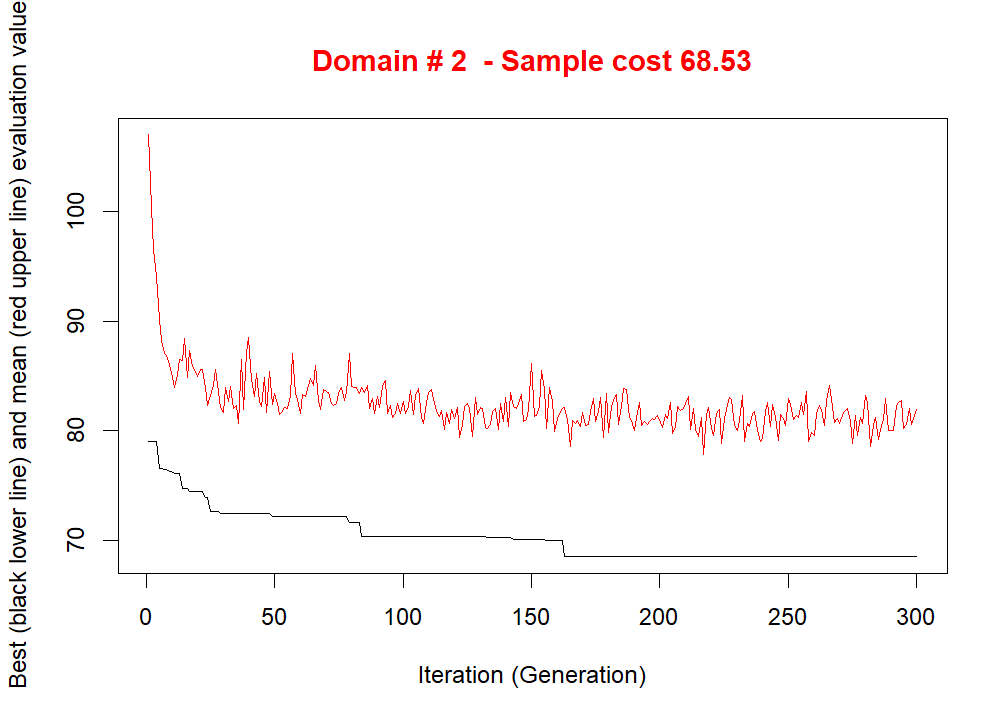 Domain # 2  - Sample cost 68.53
Best (black lower line) and mean (red upper line) evaluation value
100
90
80
70
0 50 100 150 200 250 300
Iteration (Generation)